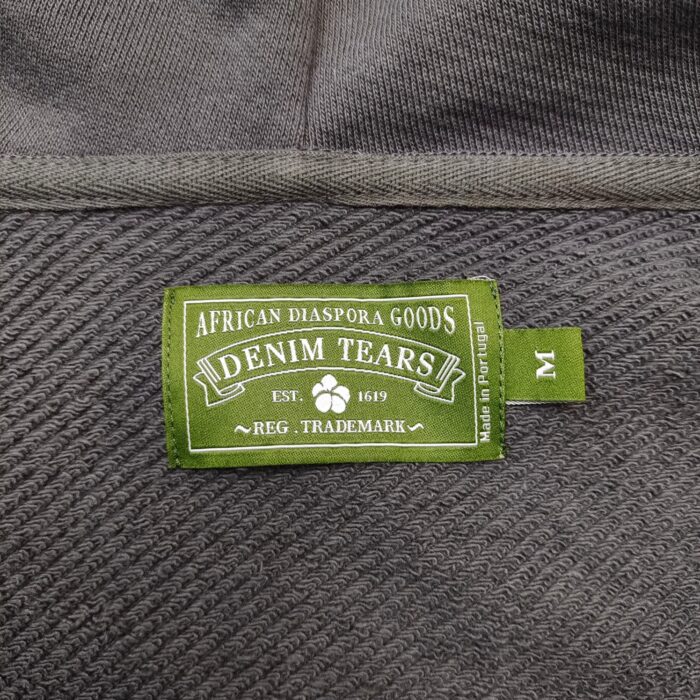 AFRICAN DIASPORA GOODS
DENIM TEARS
EST. 1619
~REG . TRADEMARK~
Made in Portugal
M